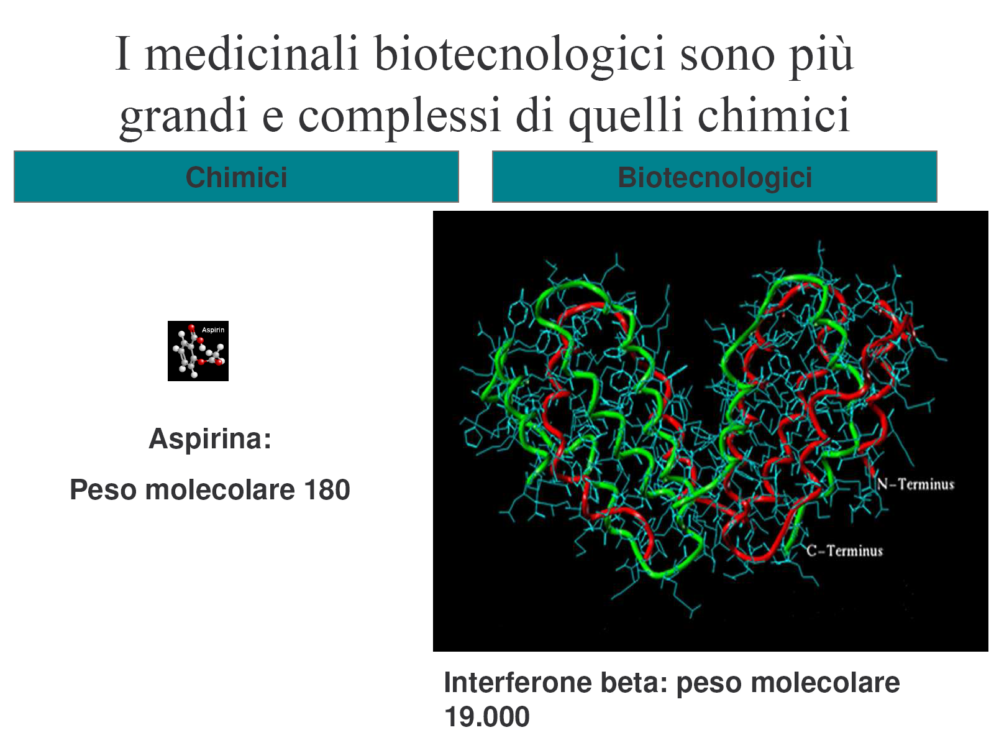 I medicinali biotecnologici sono più
grandi e complessi di quelli chimici
Chimici
Biotecnologici
Aspirin
Aspirina:
Peso molecolare 180
N-Terminus
C-Terminus
Interferone beta: peso molecolare
19.000